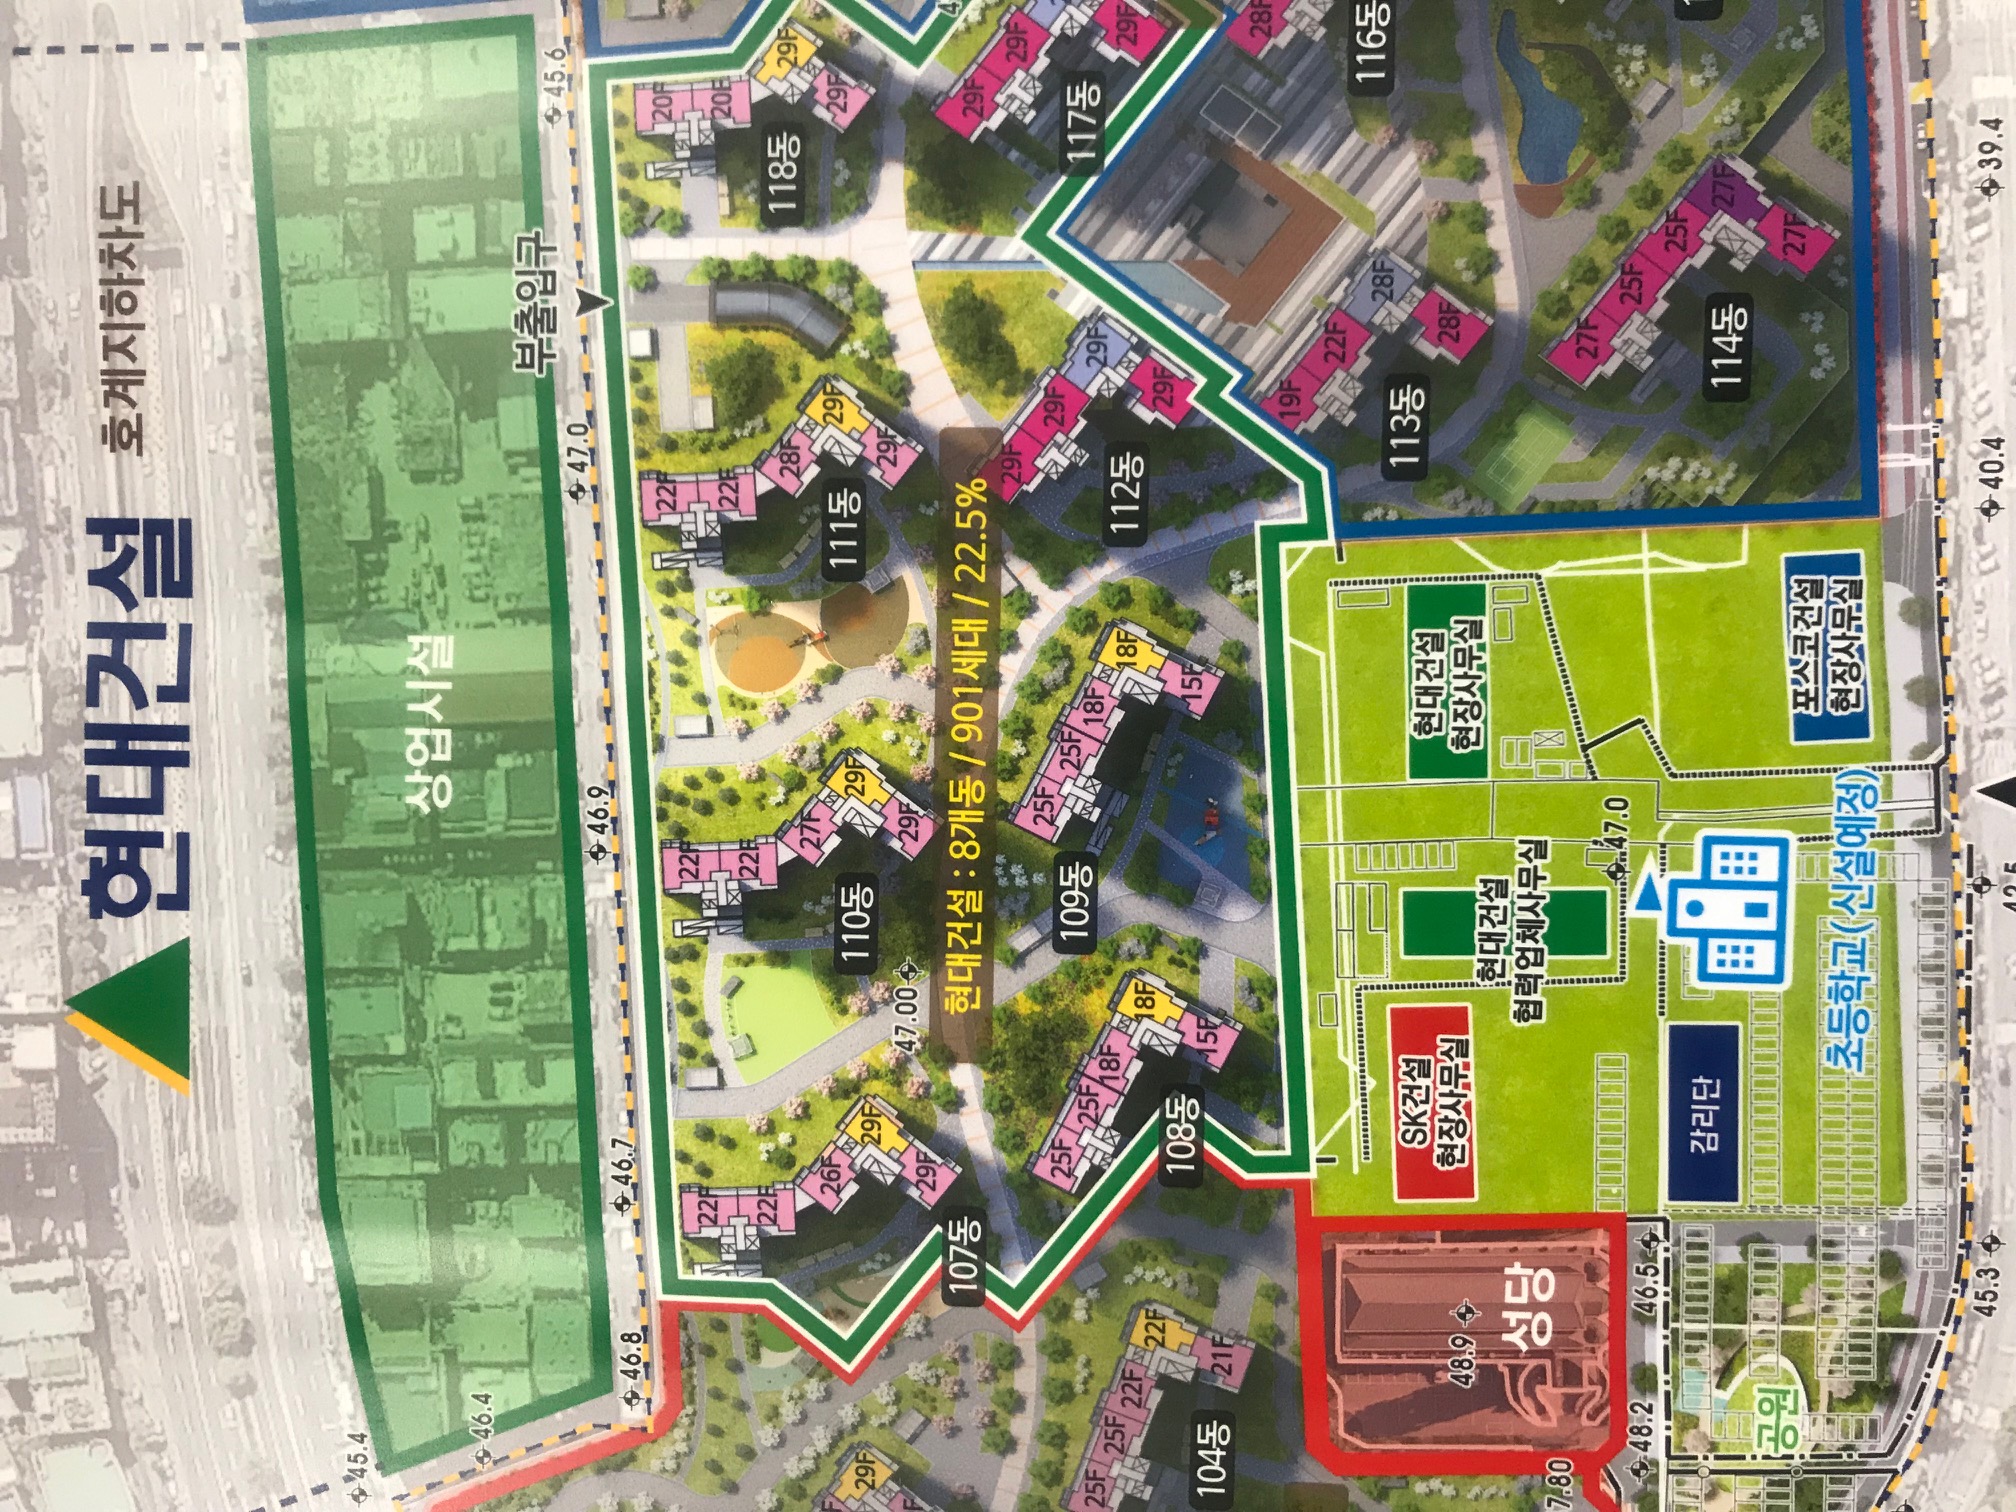 현대건설
호계지하차도
45.4
상업시설
46.4
부출입구
45.6
47.0
46.9
46.7
46.8
22F
22F
22F
20F
22F
22F
22F
20F
118동
29F
28F
27F
26F
111동
29F
29F
110동
29F
29F
29F
29F
29F
29F
47.00
107동
현대건설 : 8개동 / 901세대 / 22.5%
29F
29F
29F
25F
25F
109동
29F
25F
25F
18F
18F
29F
117동
25F
25F
22F
22F
18F
18F
112동
29F
29F
108동
15F
15F
104동
21F
28F
19F
22F
28F
116동
113동
28F
SK건설
현장사무실
현대건설
현장사무실
현대건설
협력업체사무실
48.9
성당
7.80
47.0
48.2
46.5
27F
25F
25F
27F
114동
27F
감리단
공원
포스코건설
현장사무실
초등학교(신설예정)
45.3
40.4
39.4